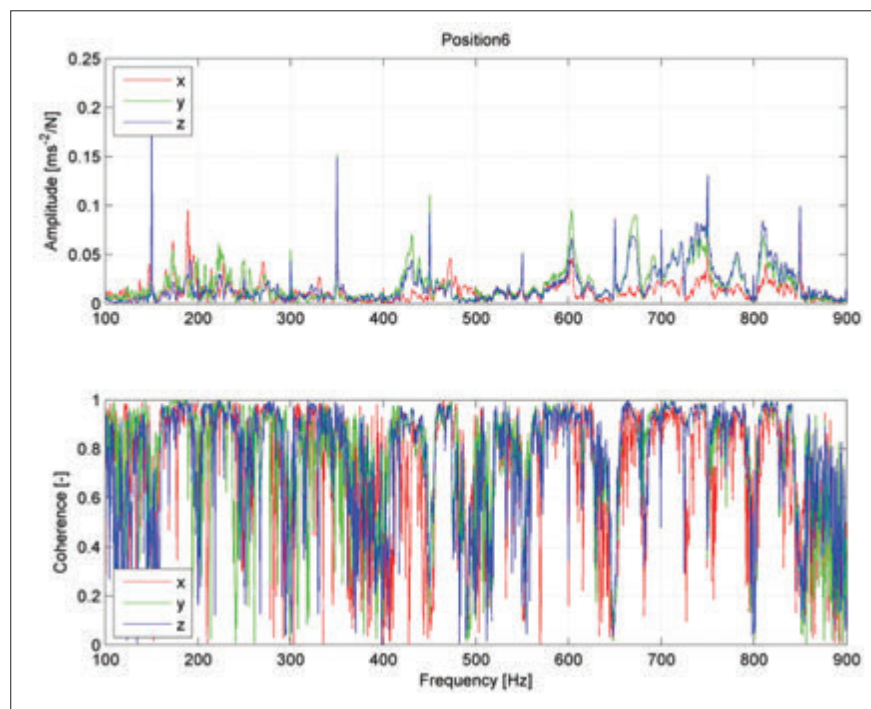 Position6
Amplitude [ms-2/N]
0.25
0.2
0.15
0.1
0.05
0
x
y
z
100 200 300 400 500 600 700 800 900
Coherence [-]
1
0.8
0.6
0.4
0.2
0
x
y
z
100 200 300 400 500 600 700 800 900
Frequency [Hz]